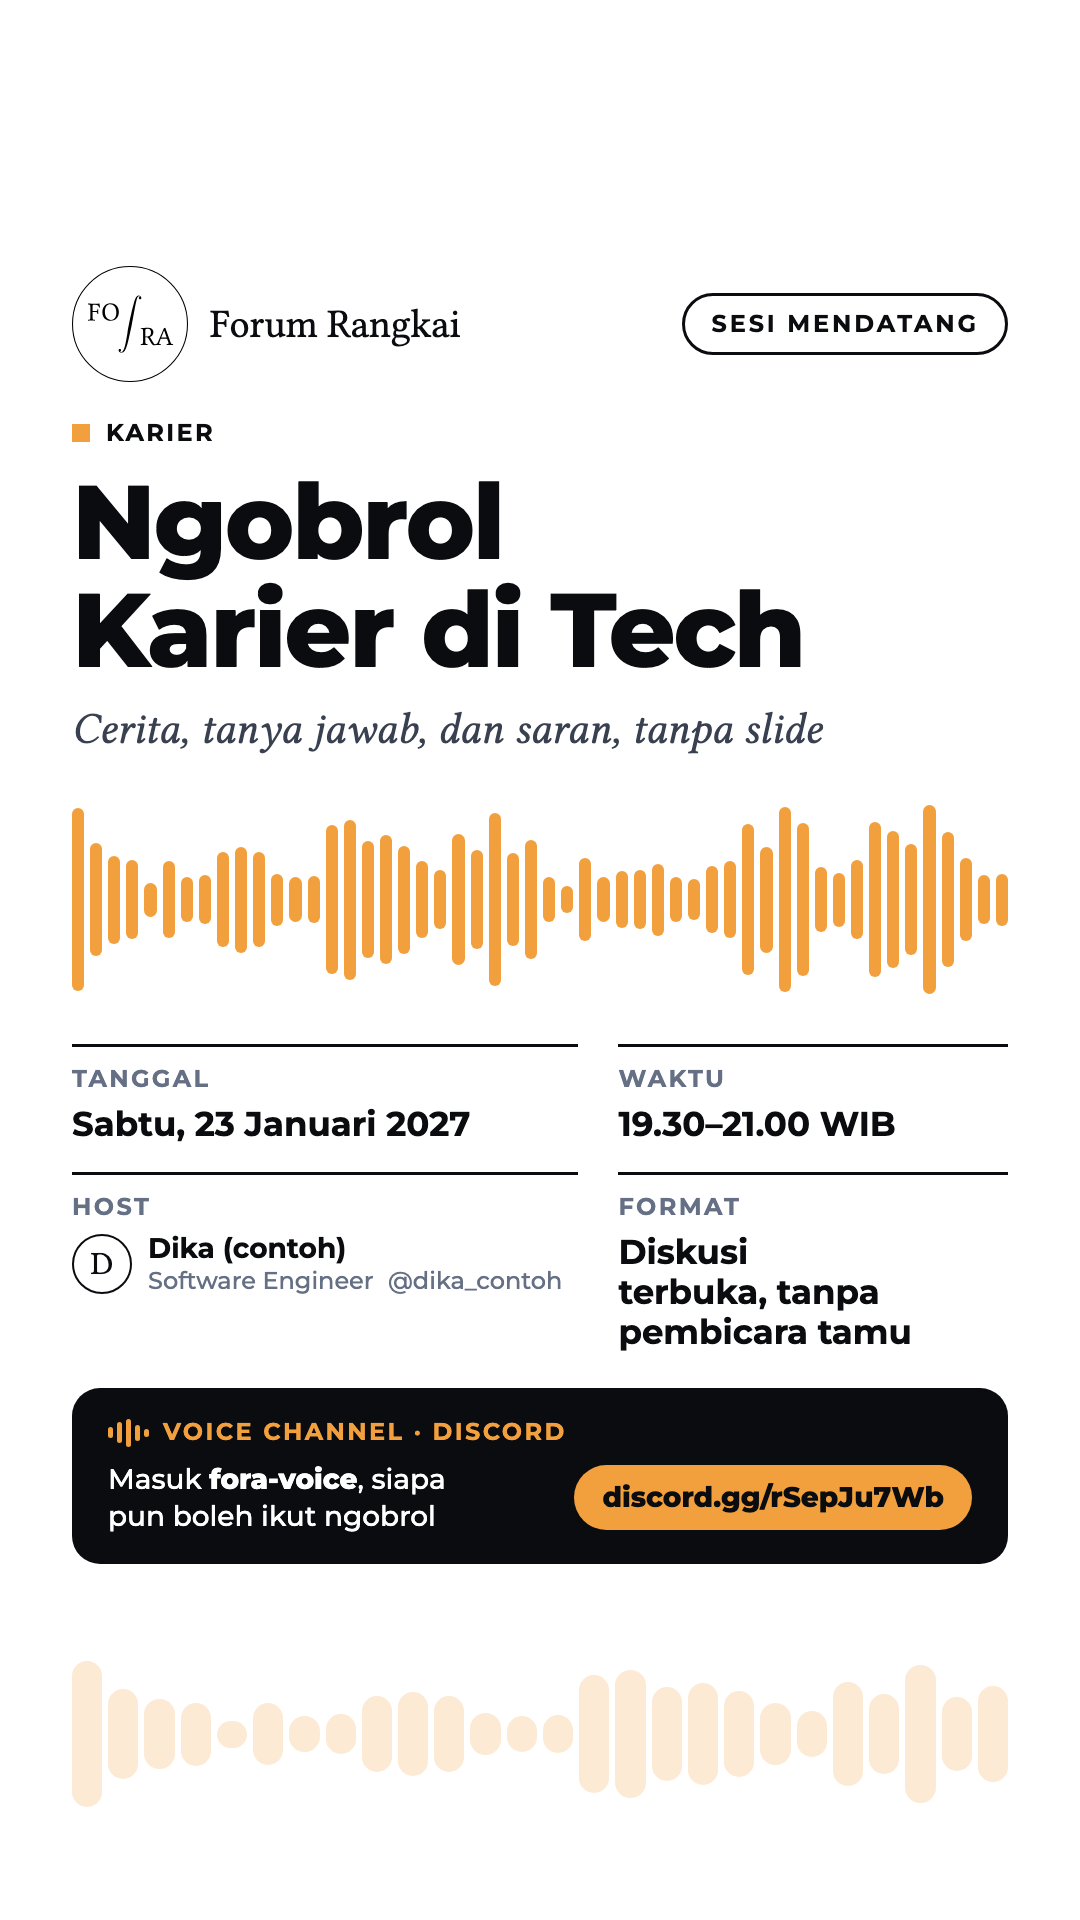 FO
RA
Forum Rangkai
SESI MENDATANG
KARIER
Ngobrol
Karier di Tech
Cerita, tanya jawab, dan saran, tanpa slide
TANGGAL
Sabtu, 23 Januari 2027
WAKTU
19.30–21.00 WIB
HOST
D
Dika (contoh)
Software Engineer @dika_contoh
FORMAT
Diskusi
terbuka, tanpa
pembicara tamu
VOICE CHANNEL · DISCORD
Masuk fora-voice, siapa
pun boleh ikut ngobrol
discord.gg/rSepJu7Wb